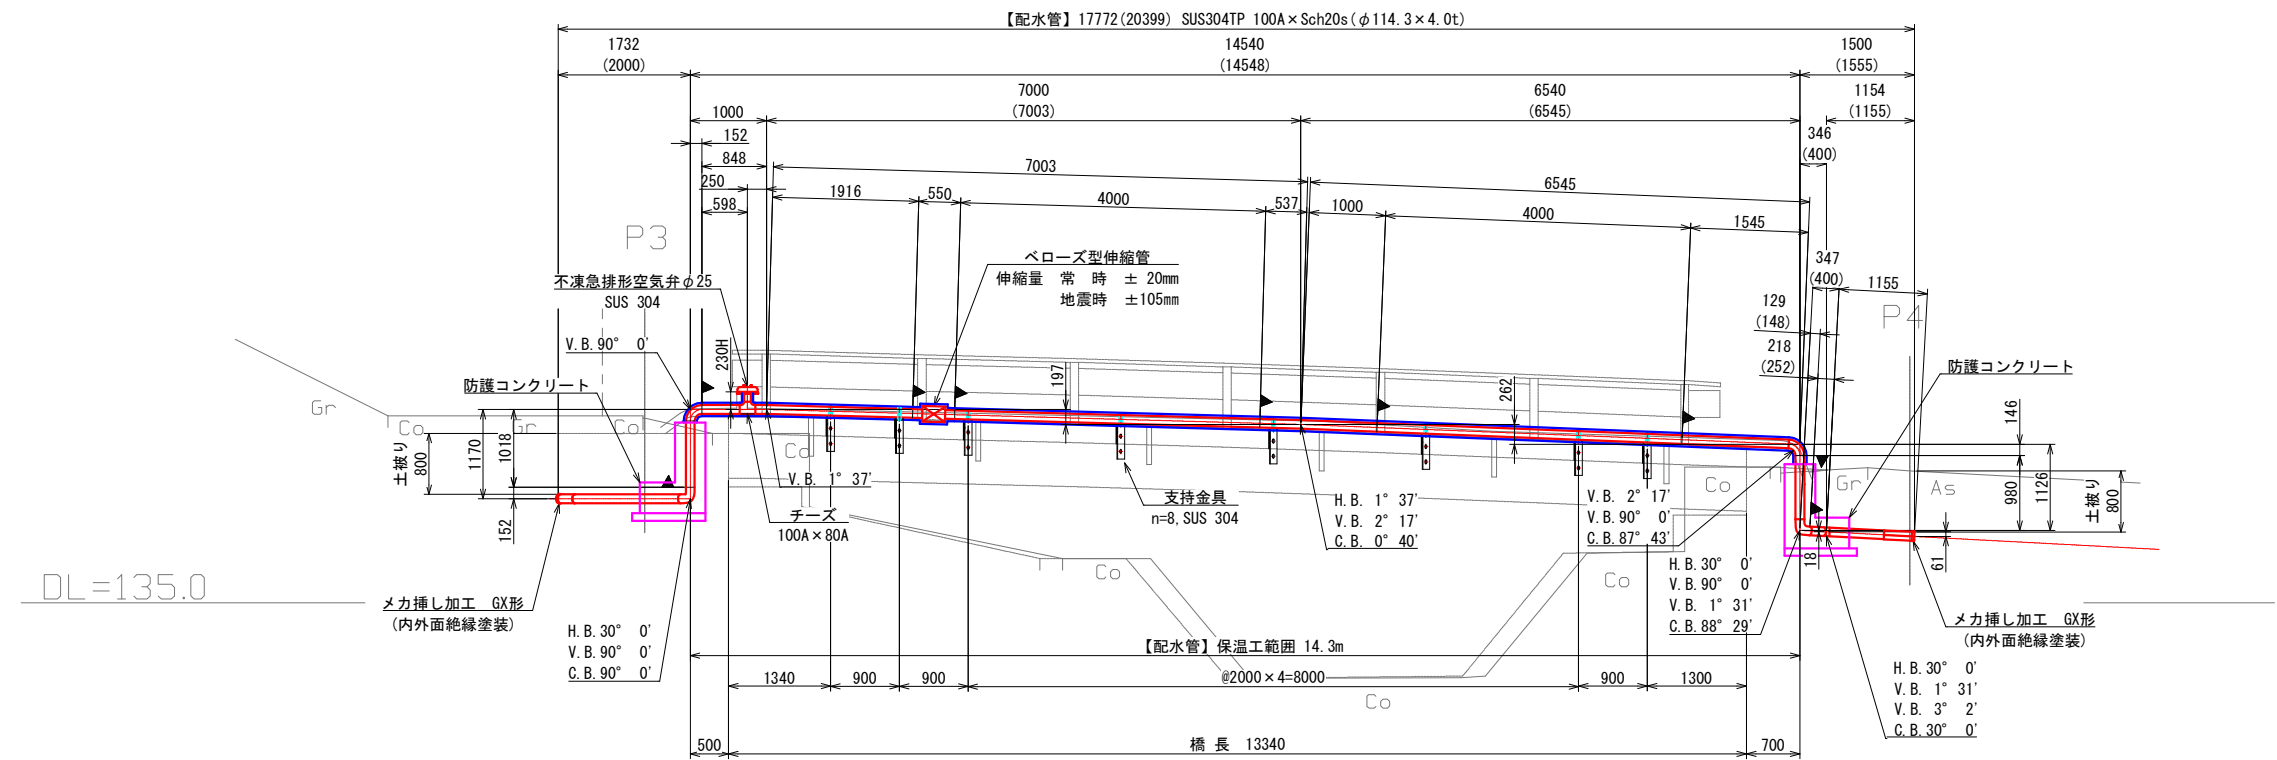 【配水管】17772(20399) SUS304TP 100A×Sch20s(φ114.3×4.0t)
1732
(2000)
14540
(14548)
1500
(1555)
7000
(7003)
6540
(6545)
1154
(1155)
1000
152
848
250
598
346
(400)
7003
6545
1916
550
4000
537
1000
4000
1545
347
(400)
1155
129
(148)
218
(252)
P3
P4
ベローズ型伸縮管
伸縮量 常 時 ± 20mm
地震時 ±105mm
不凍急排形空気弁φ25
SUS 304
V.B.90° 0'
230H
197
262
防護コンクリート
防護コンクリート
Gr
Co
Gr
Co
Co
Co
Gr
As
土被り
800
1170
1018
152
146
980
1126
土被り
800
18
61
V.B. 1° 37'
チーズ
100A×80A
支持金具
n=8,SUS 304
H.B. 1° 37'
V.B. 2° 17'
C.B. 0° 40'
V.B. 2° 17'
V.B.90° 0'
C.B.87° 43'
H.B.30° 0'
V.B.90° 0'
V.B. 1° 31'
C.B.88° 29'
Co
Co
DL=135.0
メカ挿し加工 GX形
(内外面絶縁塗装)
メカ挿し加工 GX形
(内外面絶縁塗装)
H.B.30° 0'
V.B.90° 0'
C.B.90° 0'
H.B.30° 0'
V.B. 1° 31'
V.B. 3° 2'
C.B.30° 0'
【配水管】保温工範囲 14.3m
1340
900
900
@2000×4=8000
900
1300
Co
500
橋 長 13340
700